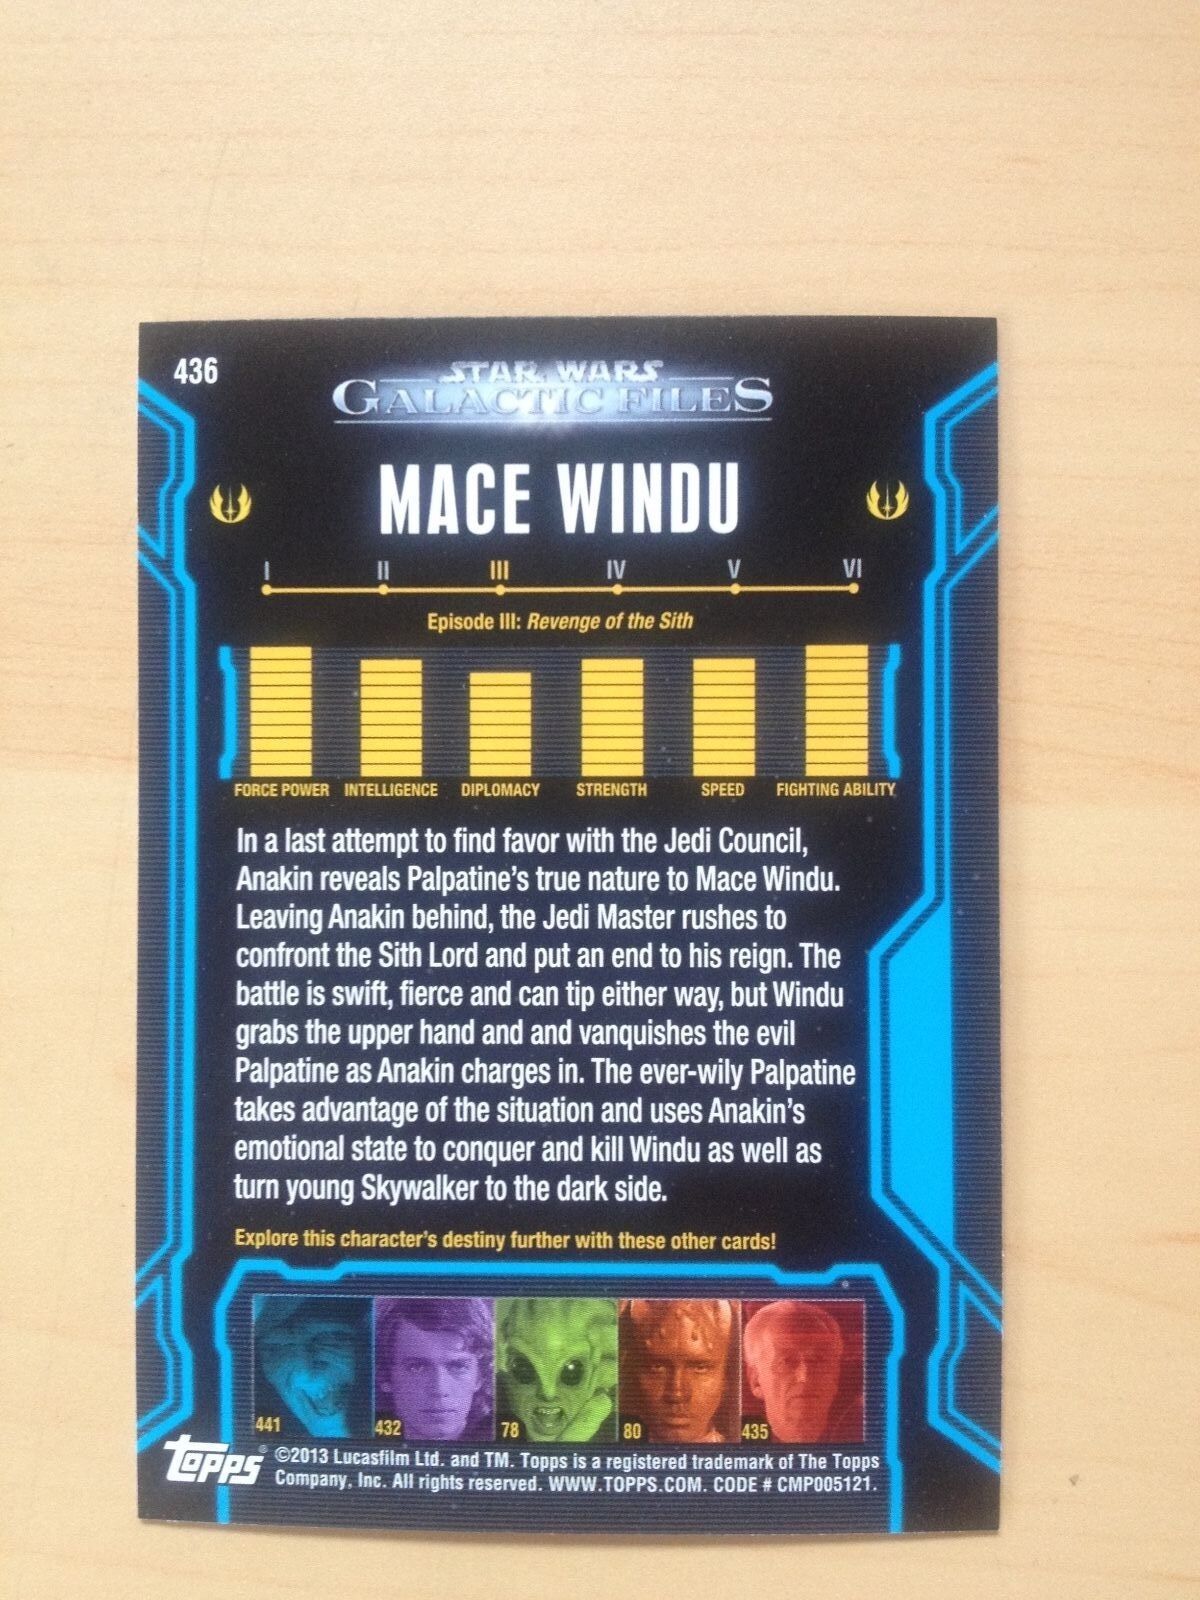 436
STAR WARS
GALACTIC FILES
MACE WINDU
I II III IV V VI
Episode III: Revenge of the Sith
FORCE POWER INTELLIGENCE DIPLOMACY STRENGTH SPEED FIGHTING ABILITY
In a last attempt to find favor with the Jedi Council,
Anakin reveals Palpatine's true nature to Mace Windu.
Leaving Anakin behind, the Jedi Master rushes to
confront the Sith Lord and put an end to his reign. The
battle is swift, fierce and can tip either way, but Windu
grabs the upper hand and and vanquishes the evil
Palpatine as Anakin charges in. The ever-wily Palpatine
takes advantage of the situation and uses Anakin's
emotional state to conquer and kill Windu as well as
turn young Skywalker to the dark side.
Explore this character's destiny further with these other cards!
441 432 78 80 435
topps ® ©2013 Lucasfilm Ltd. and TM. Topps is a registered trademark of The Topps
Company, Inc. All rights reserved. WWW.TOPPS.COM. CODE # CMP005121.